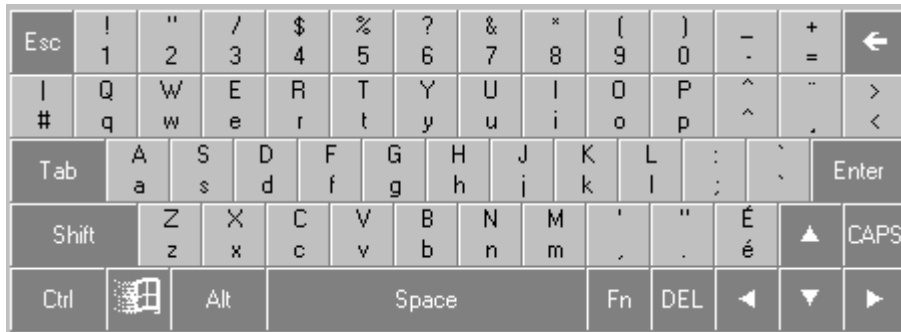 Esc ! 1 " 2 / 3 $ 4 % 5 ? 6 & 7 * 8 ( 9 ) 0 _ - + =
| # Q q W w E e R r T t Y y U u I i O o P p ^ ^ ¨ ¸ > <
Tab A a S s D d F f G g H h J j K k L l : ; ` ` Enter
Shift Z z X x C c V v B b N n M m ' , " . É é CAPS
Ctrl Alt Space Fn DEL